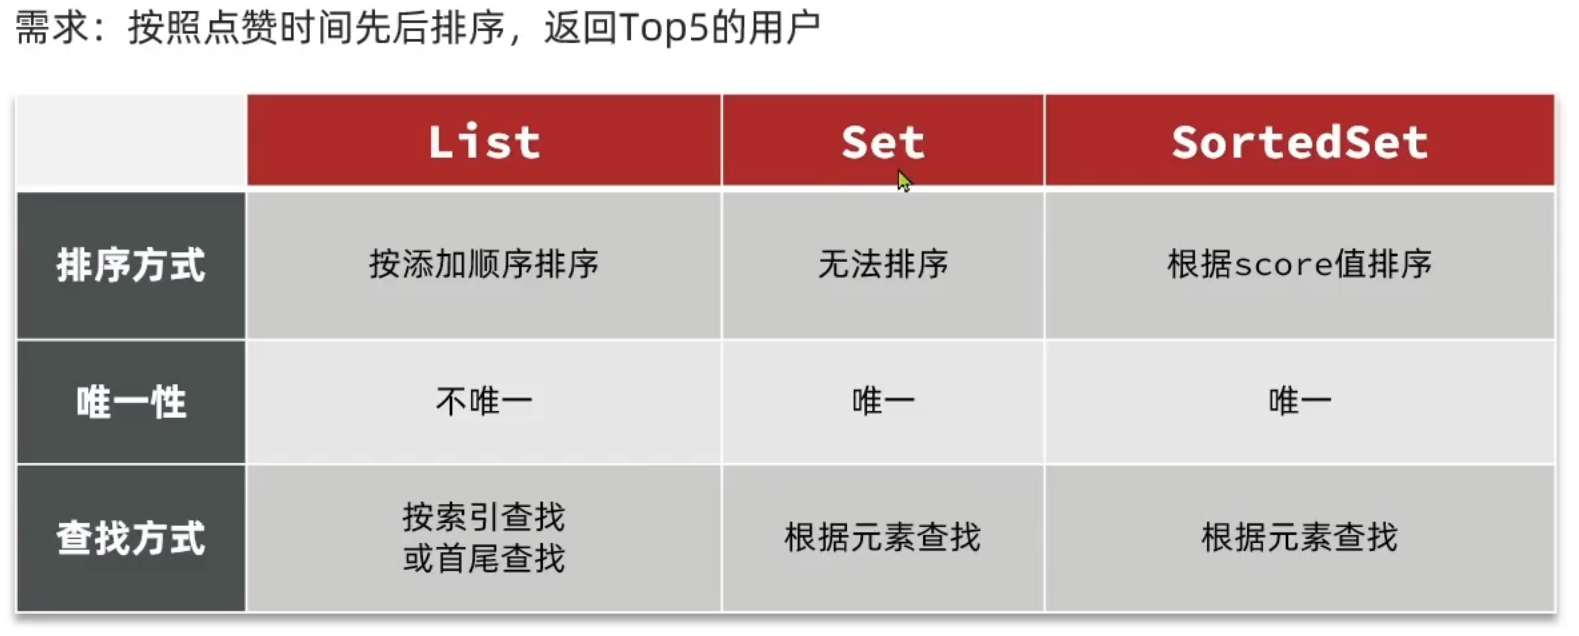 需求：按照点赞时间先后排序，返回Top5的用户
List Set SortedSet
排序方式 按添加顺序排序 无法排序 根据score值排序
唯一性 不唯一 唯一 唯一
查找方式 按索引查找 根据元素查找 根据元素查找
或首尾查找